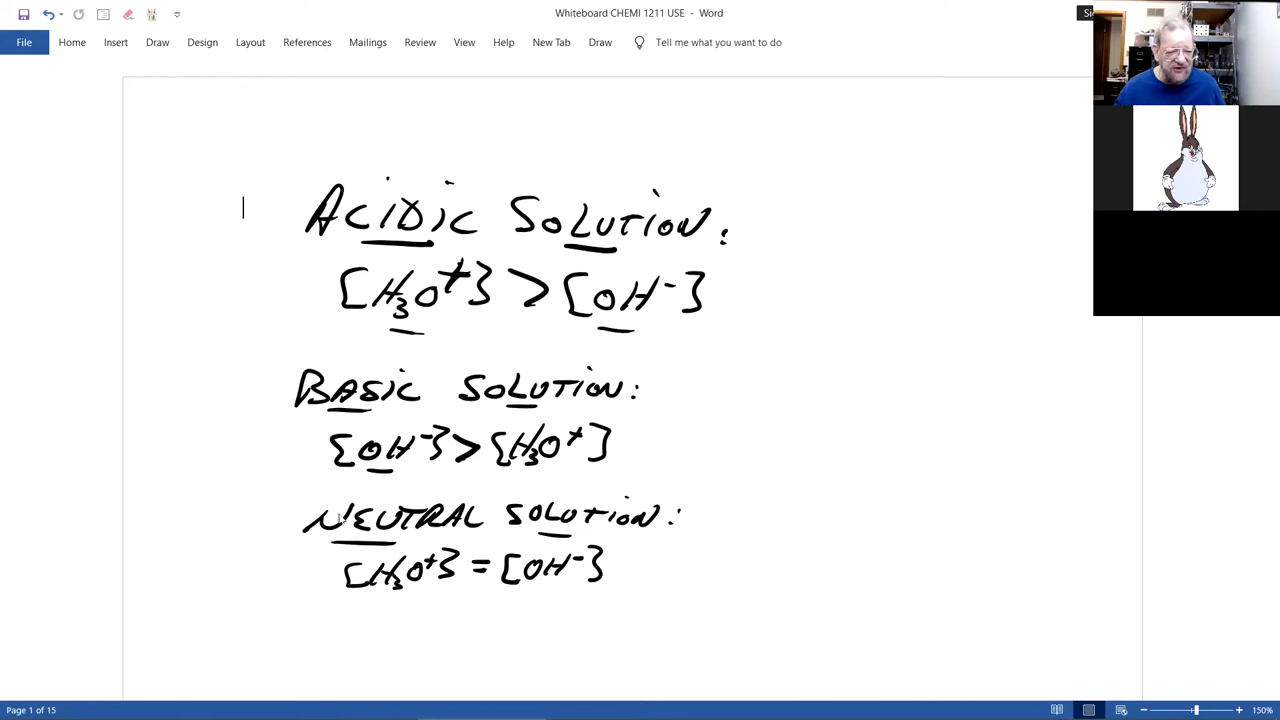 Whiteboard CHEMI 1211 USE - Word
File Home Insert Draw Design Layout References Mailings Review View Help New Tab Draw Tell me what you want to do
ACIDIC SOLUTION:
[H₃O⁺] > [OH⁻]
BASIC SOLUTION:
[OH⁻] > [H₃O⁺]
NEUTRAL SOLUTION:
[H₃O⁺] = [OH⁻]
Page 1 of 15
150%